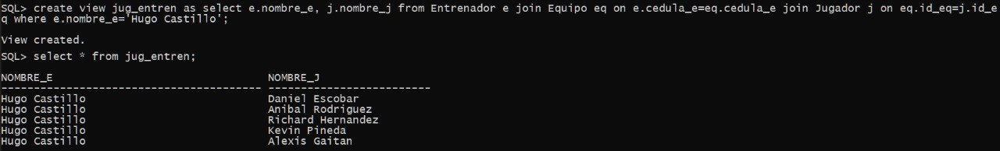 SQL> create view jug_entren as select e.nombre_e, j.nombre_j from Entrenador e join Equipo eq on e.cedula_e=eq.cedula_e join Jugador j on eq.id_eq=j.id_e
q where e.nombre_e='Hugo Castillo';
View created.
SQL> select * from jug_entren;
NOMBRE_E                                 NOMBRE_J
---------------------------------------- -------------------------
Hugo Castillo                            Daniel Escobar
Hugo Castillo                            Anibal Rodriguez
Hugo Castillo                            Richard Hernandez
Hugo Castillo                            Kevin Pineda
Hugo Castillo                            Alexis Gaitan